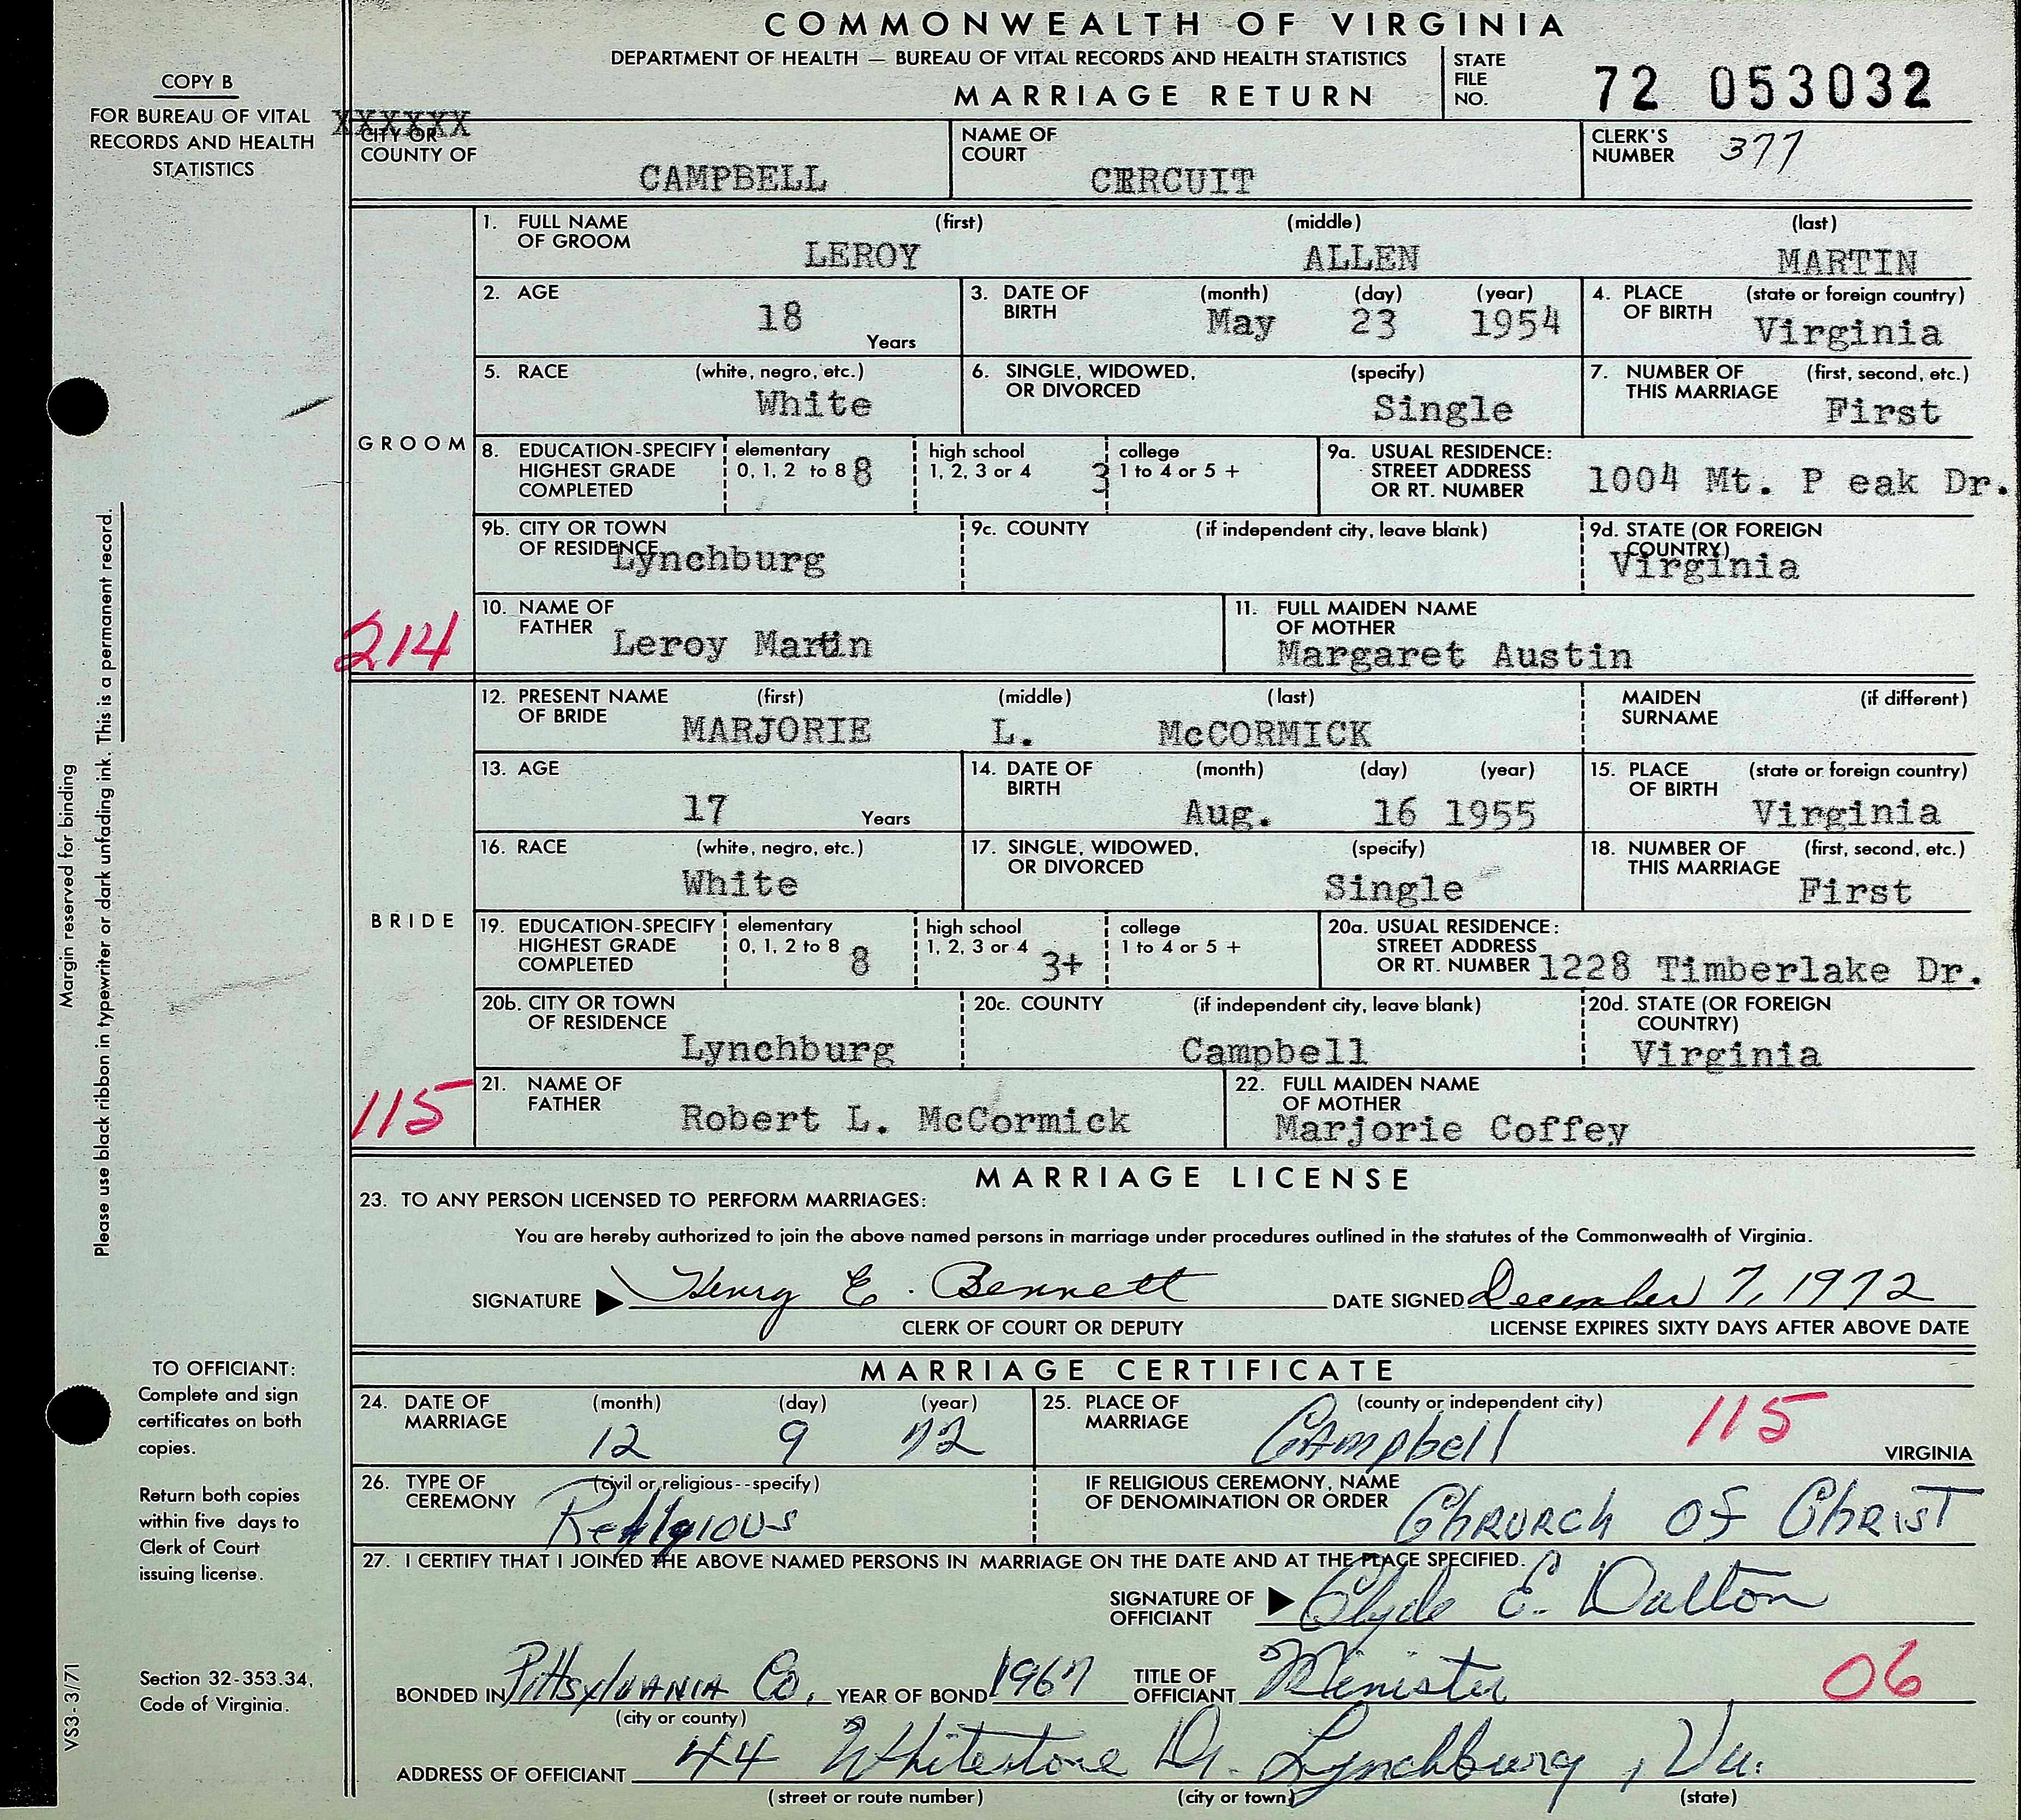 COMMONWEALTH OF VIRGINIA
DEPARTMENT OF HEALTH — BUREAU OF VITAL RECORDS AND HEALTH STATISTICS
MARRIAGE RETURN
STATE FILE NO. 72 053032
COPY B
FOR BUREAU OF VITAL
RECORDS AND HEALTH
STATISTICS
XXXXXX
CITY OR
COUNTY OF CAMPBELL
NAME OF COURT CERCUIT
CLERK'S NUMBER 377
GROOM
1. FULL NAME OF GROOM (first) LEROY (middle) ALLEN (last) MARTIN
2. AGE 18 Years
3. DATE OF BIRTH (month) May (day) 23 (year) 1954
4. PLACE OF BIRTH (state or foreign country) Virginia
5. RACE (white, negro, etc.) White
6. SINGLE, WIDOWED, OR DIVORCED (specify) Single
7. NUMBER OF THIS MARRIAGE (first, second, etc.) First
8. EDUCATION-SPECIFY HIGHEST GRADE COMPLETED elementary 0, 1, 2 to 8 8 high school 1, 2, 3 or 4 3 college 1 to 4 or 5 +
9a. USUAL RESIDENCE: STREET ADDRESS OR RT. NUMBER 1004 Mt. P eak Dr.
9b. CITY OR TOWN OF RESIDENCE Lynchburg
9c. COUNTY (if independent city, leave blank)
9d. STATE (OR FOREIGN COUNTRY) Virginia
10. NAME OF FATHER Leroy Martin
11. FULL MAIDEN NAME OF MOTHER Margaret Austin
214
BRIDE
12. PRESENT NAME OF BRIDE (first) MARJORIE (middle) L. (last) McCORMICK
MAIDEN SURNAME (if different)
13. AGE 17 Years
14. DATE OF BIRTH (month) Aug. (day) 16 (year) 1955
15. PLACE OF BIRTH (state or foreign country) Virginia
16. RACE (white, negro, etc.) White
17. SINGLE, WIDOWED, OR DIVORCED (specify) Single
18. NUMBER OF THIS MARRIAGE (first, second, etc.) First
19. EDUCATION-SPECIFY HIGHEST GRADE COMPLETED elementary 0, 1, 2 to 8 8 high school 1, 2, 3 or 4 3+ college 1 to 4 or 5 +
20a. USUAL RESIDENCE: STREET ADDRESS OR RT. NUMBER 1228 Timberlake Dr.
20b. CITY OR TOWN OF RESIDENCE Lynchburg
20c. COUNTY (if independent city, leave blank) Campbell
20d. STATE (OR FOREIGN COUNTRY) Virginia
21. NAME OF FATHER Robert L. McCormick
22. FULL MAIDEN NAME OF MOTHER Marjorie Coffey
115
MARRIAGE LICENSE
23. TO ANY PERSON LICENSED TO PERFORM MARRIAGES:
You are hereby authorized to join the above named persons in marriage under procedures outlined in the statutes of the Commonwealth of Virginia.
SIGNATURE Henry E. Bennett DATE SIGNED December 7, 1972
CLERK OF COURT OR DEPUTY LICENSE EXPIRES SIXTY DAYS AFTER ABOVE DATE
MARRIAGE CERTIFICATE
24. DATE OF MARRIAGE (month) 12 (day) 9 (year) 72
25. PLACE OF MARRIAGE (county or independent city) Campbell 115 VIRGINIA
26. TYPE OF CEREMONY (civil or religious--specify) Religious
IF RELIGIOUS CEREMONY, NAME OF DENOMINATION OR ORDER Chrurch of Christ
27. I CERTIFY THAT I JOINED THE ABOVE NAMED PERSONS IN MARRIAGE ON THE DATE AND AT THE PLACE SPECIFIED.
SIGNATURE OF OFFICIANT Clyde E. Dalton
BONDED IN Pittsylvania Co. YEAR OF BOND 1967 TITLE OF OFFICIANT Minister 06
(city or county)
ADDRESS OF OFFICIANT 44 Whitestone Dr. Lynchburg, Va.
(street or route number) (city or town) (state)
Margin reserved for binding
Please use black ribbon in typewriter or dark unfading ink. This is a permanent record.
TO OFFICIANT:
Complete and sign
certificates on both
copies.
Return both copies
within five days to
Clerk of Court
issuing license.
Section 32-353.34,
Code of Virginia.
VS3-3/71